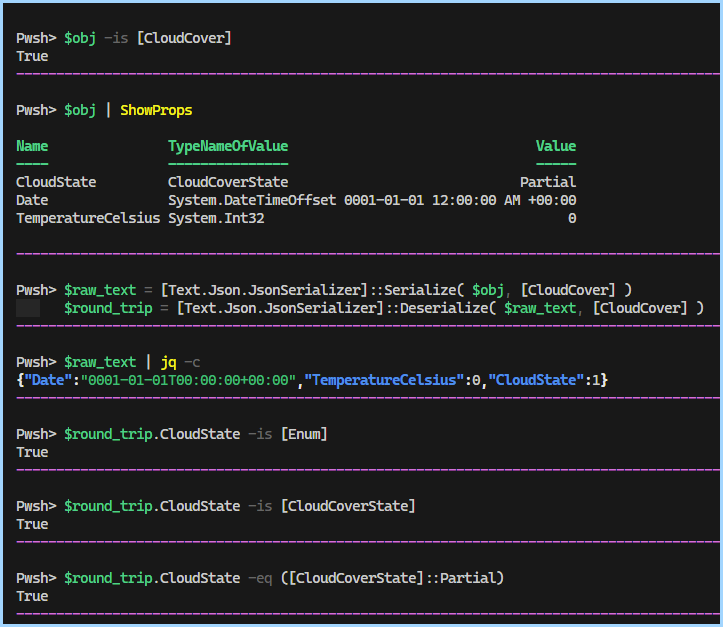 Pwsh> $obj -is [CloudCover]
True
Pwsh> $obj | ShowProps
Name TypeNameOfValue Value
---- --------------- -----
CloudState CloudCoverState Partial
Date System.DateTimeOffset 0001-01-01 12:00:00 AM +00:00
TemperatureCelsius System.Int32 0
Pwsh> $raw_text = [Text.Json.JsonSerializer]::Serialize( $obj, [CloudCover] )
$round_trip = [Text.Json.JsonSerializer]::Deserialize( $raw_text, [CloudCover] )
Pwsh> $raw_text | jq -c
{"Date":"0001-01-01T00:00:00+00:00","TemperatureCelsius":0,"CloudState":1}
Pwsh> $round_trip.CloudState -is [Enum]
True
Pwsh> $round_trip.CloudState -is [CloudCoverState]
True
Pwsh> $round_trip.CloudState -eq ([CloudCoverState]::Partial)
True